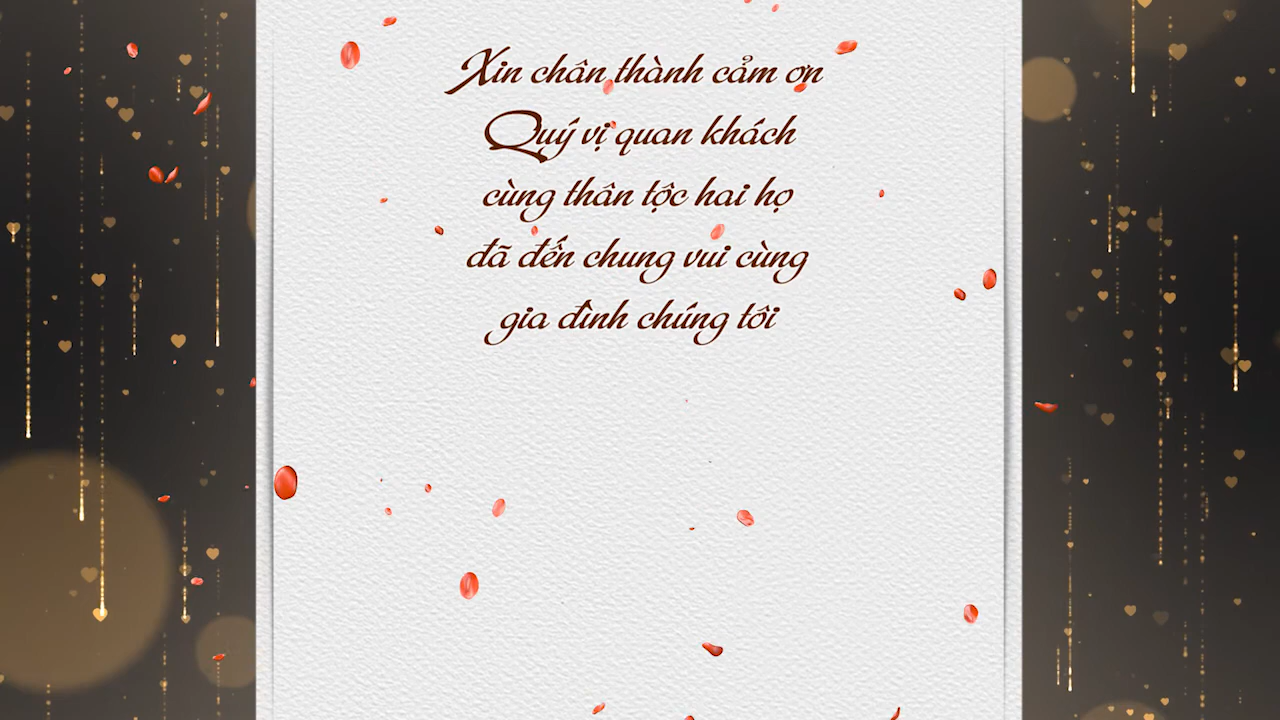 Xin chân thành cảm ơn
Quý vị quan khách
cùng thân tộc hai họ
đã đến chung vui cùng
gia đình chúng tôi